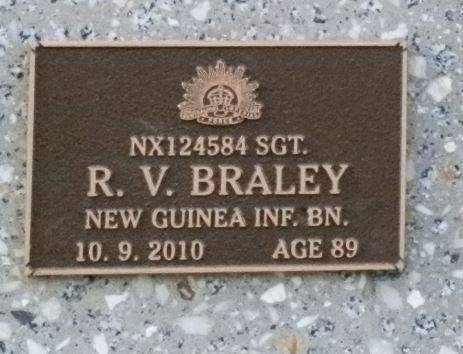 NX124584 SGT.
R. V. BRALEY
NEW GUINEA INF. BN.
10. 9. 2010 AGE 89